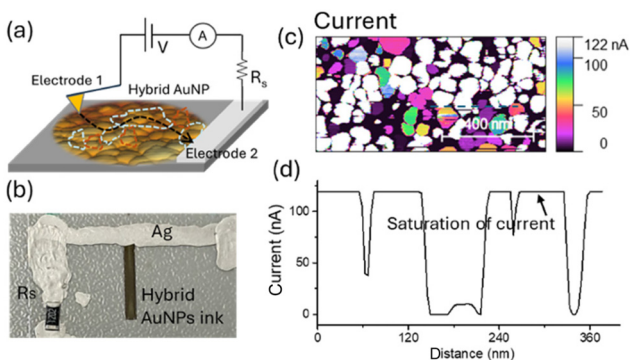 (a)
V
A
Rs
Electrode 1
Hybrid AuNP
Electrode 2
(b)
Ag
Rs
Hybrid
AuNPs ink
Current
(c)
400 nm
122 nA
100
50
0
(d)
Current (nA)
100
50
0
Saturation of
current
0
120
240
360
Distance (nm)